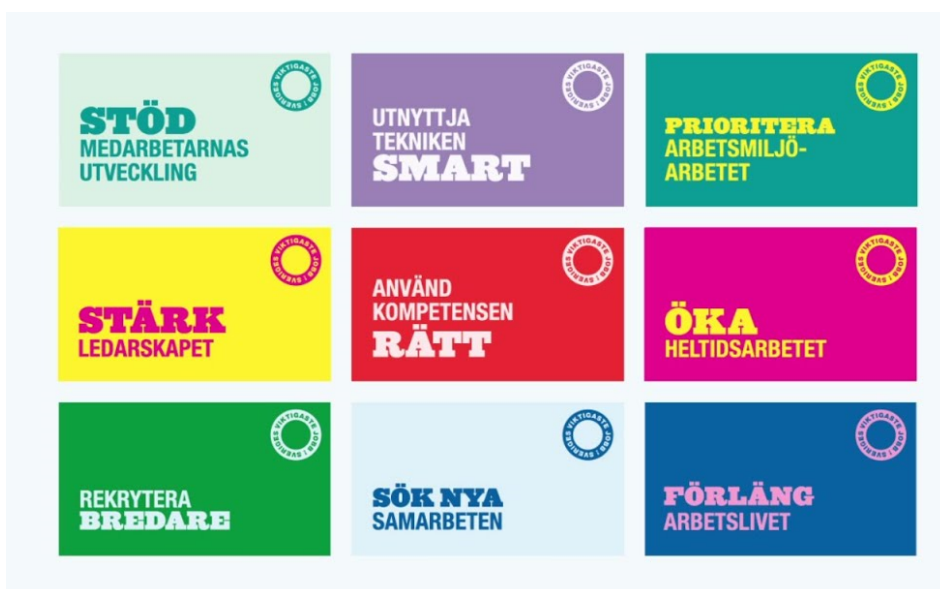 SVERIGES VIKTIGASTE JOBB!
STÖD
MEDARBETARNAS
UTVECKLING
SVERIGES VIKTIGASTE JOBB!
UTNYTTJA
TEKNIKEN
SMART
SVERIGES VIKTIGASTE JOBB!
PRIORITERA
ARBETSMILJÖ-
ARBETET
SVERIGES VIKTIGASTE JOBB!
STÄRK
LEDARSKAPET
SVERIGES VIKTIGASTE JOBB!
ANVÄND
KOMPETENSEN
RÄTT
SVERIGES VIKTIGASTE JOBB!
ÖKA
HELTIDSARBETET
SVERIGES VIKTIGASTE JOBB!
REKRYTERA
BREDARE
SVERIGES VIKTIGASTE JOBB!
SÖK NYA
SAMARBETEN
SVERIGES VIKTIGASTE JOBB!
FÖRLÄNG
ARBETSLIVET